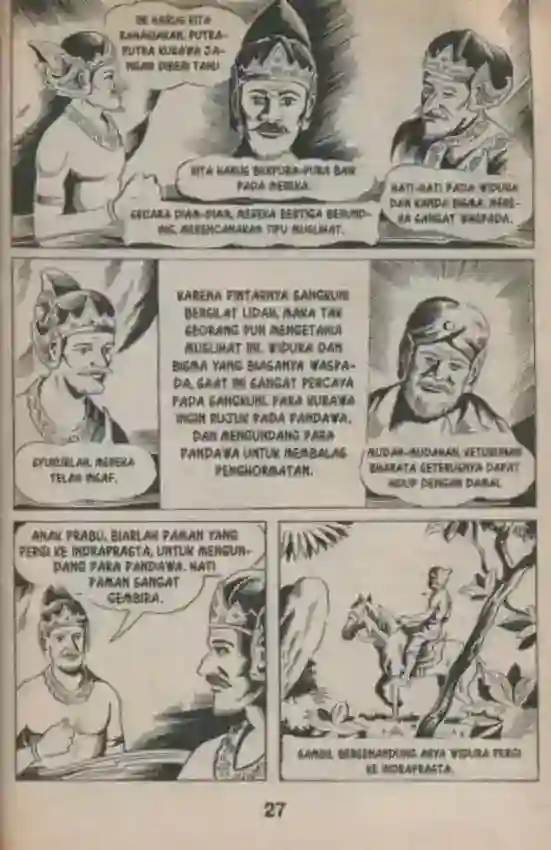 INI HARUS KITA
RAHASIAKAN, PUTRA-
PUTRA KURAWA JA-
NGAN DIBERI TAHU
KITA HARUS BERPURA-PURA BAIK
PADA MEREKA.
HATI-HATI PADA WIDURA
DAN KANDA BISMA. MERE-
KA SANGAT WASPADA.
SECARA DIAM-DIAM, MEREKA BERTIGA BERUND-
ING, MERENCANAKAN TIPU MUSLIHAT.
SYUKURLAH, MEREKA
TELAH INSAF.
KARENA PINTARNYA SANGKUNI
BERSILAT LIDAH, MAKA TAK
SEORANG PUN MENGETAHUI
MUSLIHAT INI. WIDURA DAN
BISMA YANG BIASANYA WASPA-
DA, SAAT INI SANGAT PERCAYA
PADA SANGKUNI. PARA KURAWA
INGIN RUJUK PADA PANDAWA,
DAN MENGUNDANG PARA
PANDAWA UNTUK MEMBALAS
PENGHORMATAN.
MUDAH-MUDAHAN, KETURUNAN
BHARATA SETERUSNYA DAPAT
HIDUP DENGAN DAMAI.
ANAK PRABU, BIARLAH PAMAN YANG
PERGI KE INDRAPRASTA, UNTUK MENGUN-
DANG PARA PANDAWA. HATI
PAMAN SANGAT
GEMBIRA.
SAMBIL BERSENANDUNG ARYA WIDURA PERGI
KE INDRAPRASTA.
27